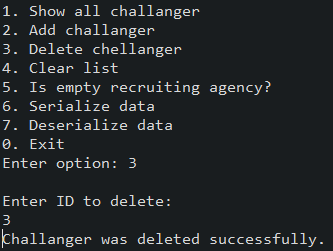 1. Show all challanger
2. Add challanger
3. Delete chellanger
4. Clear list
5. Is empty recruiting agency?
6. Serialize data
7. Deserialize data
0. Exit
Enter option: 3
Enter ID to delete:
3
Challanger was deleted successfully.